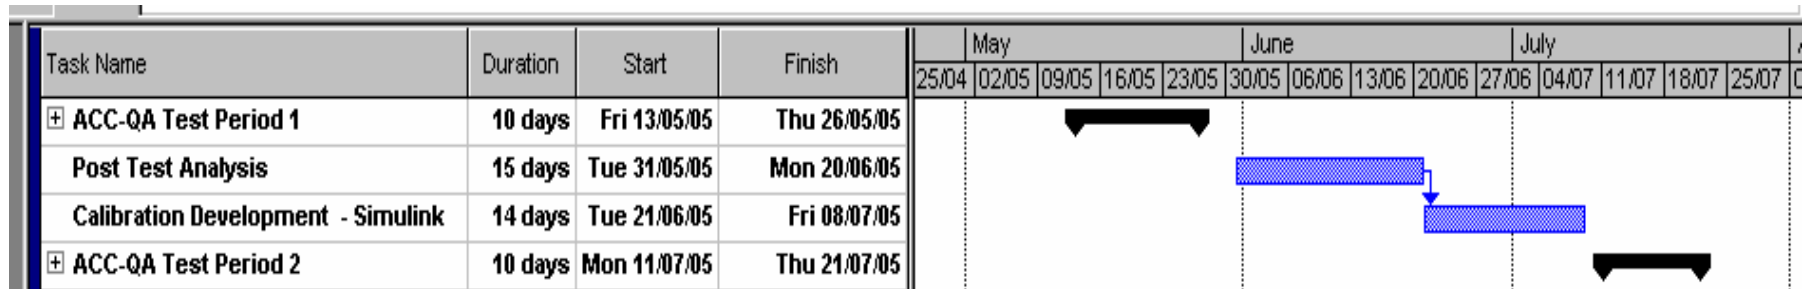 May June July
Task Name Duration Start Finish
25/04 02/05 09/05 16/05 23/05 30/05 06/06 13/06 20/06 27/06 04/07 11/07 18/07 25/07
ACC-QA Test Period 1 10 days Fri 13/05/05 Thu 26/05/05
Post Test Analysis 15 days Tue 31/05/05 Mon 20/06/05
Calibration Development - Simulink 14 days Tue 21/06/05 Fri 08/07/05
ACC-QA Test Period 2 10 days Mon 11/07/05 Thu 21/07/05